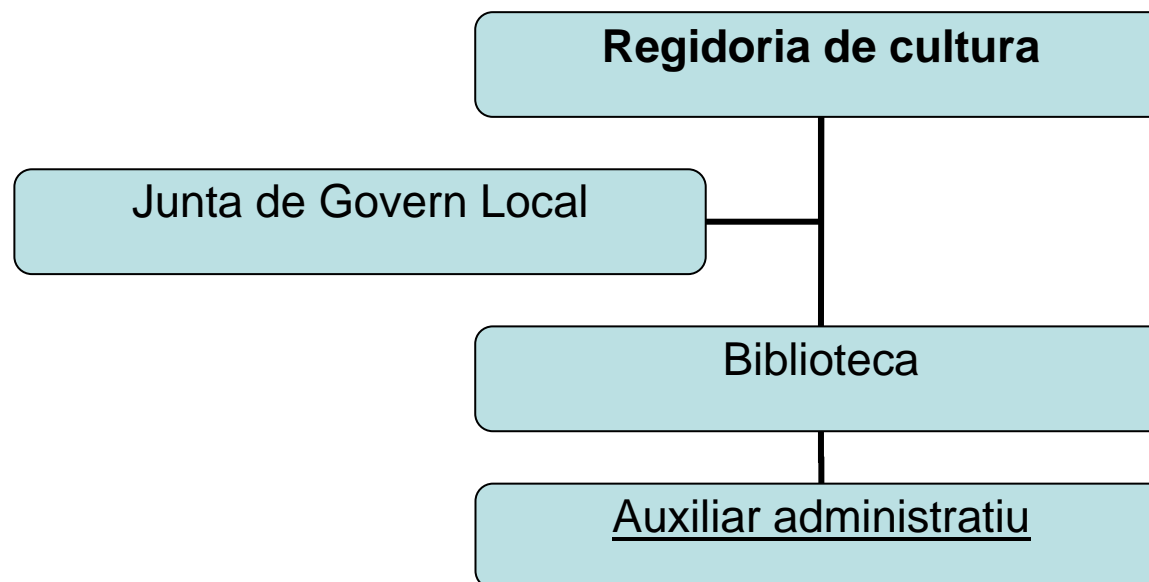 Regidoria de cultura
Junta de Govern Local
Biblioteca
Auxiliar administratiu